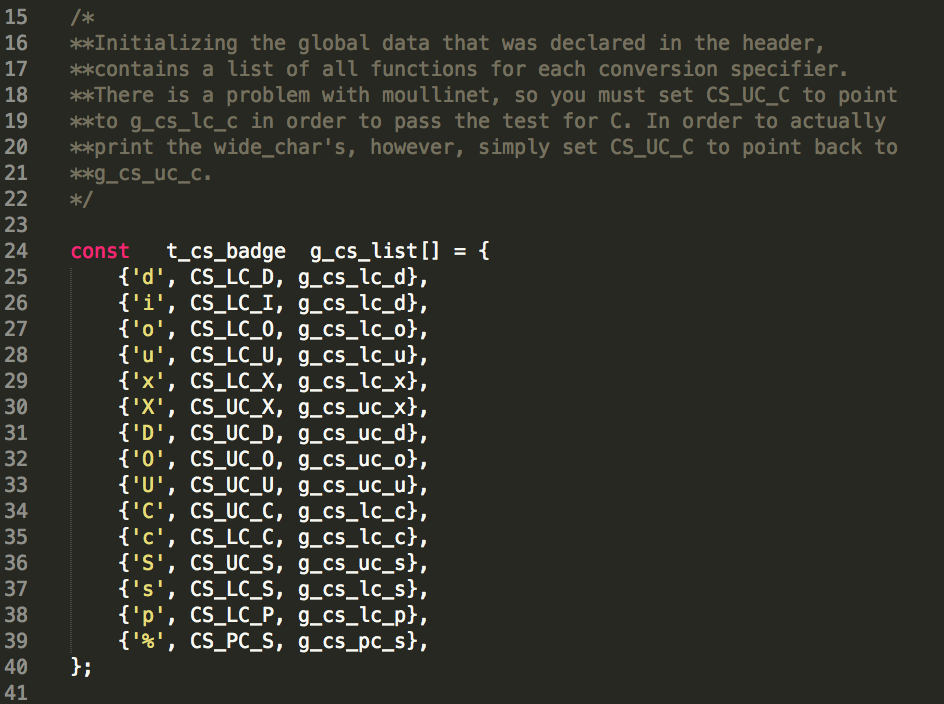 15 /*
16 **Initializing the global data that was declared in the header,
17 **contains a list of all functions for each conversion specifier.
18 **There is a problem with moullinet, so you must set CS_UC_C to point
19 **to g_cs_lc_c in order to pass the test for C. In order to actually
20 **print the wide_char's, however, simply set CS_UC_C to point back to
21 **g_cs_uc_c.
22 */
23
24 const t_cs_badge g_cs_list[] = {
25 {'d', CS_LC_D, g_cs_lc_d},
26 {'i', CS_LC_I, g_cs_lc_d},
27 {'o', CS_LC_O, g_cs_lc_o},
28 {'u', CS_LC_U, g_cs_lc_u},
29 {'x', CS_LC_X, g_cs_lc_x},
30 {'X', CS_UC_X, g_cs_uc_x},
31 {'D', CS_UC_D, g_cs_uc_d},
32 {'O', CS_UC_O, g_cs_uc_o},
33 {'U', CS_UC_U, g_cs_uc_u},
34 {'C', CS_UC_C, g_cs_lc_c},
35 {'c', CS_LC_C, g_cs_lc_c},
36 {'S', CS_UC_S, g_cs_uc_s},
37 {'s', CS_LC_S, g_cs_lc_s},
38 {'p', CS_LC_P, g_cs_lc_p},
39 {'%', CS_PC_S, g_cs_pc_s},
40 };
41